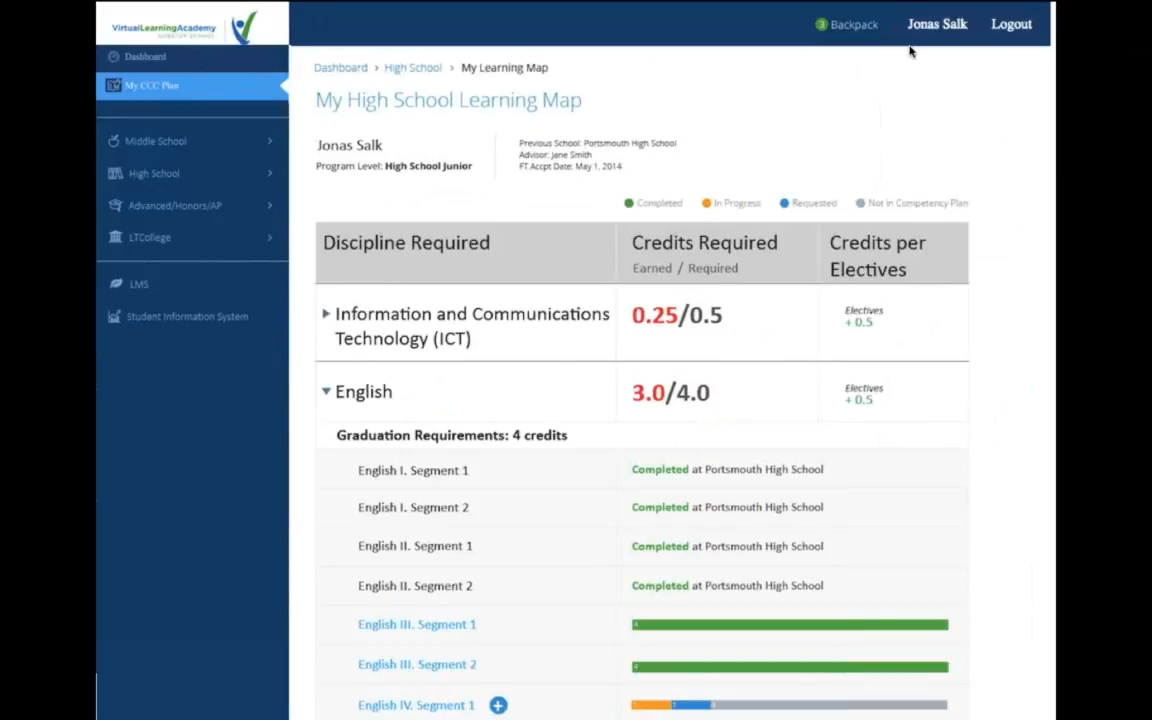 VirtualLearningAcademy
3 Backpack
Jonas Salk
Logout
Dashboard
My CCC Plan
Middle School
High School
Advanced/Honors/AP
LTCollege
LMS
Student Information System
Dashboard › High School › My Learning Map
My High School Learning Map
Jonas Salk
Program Level: High School Junior
Previous School: Portsmouth High School
Advisor: Jane Smith
FT Accpt Date: May 1, 2014
Completed In Progress Requested Not in Competency Plan
Discipline Required
Credits Required
Earned / Required
Credits per
Electives
Information and Communications
Technology (ICT)
0.25/0.5
Electives
+ 0.5
English
3.0/4.0
Electives
+ 0.5
Graduation Requirements: 4 credits
English I. Segment 1
Completed at Portsmouth High School
English I. Segment 2
Completed at Portsmouth High School
English II. Segment 1
Completed at Portsmouth High School
English II. Segment 2
Completed at Portsmouth High School
English III. Segment 1
4
English III. Segment 2
4
English IV. Segment 1